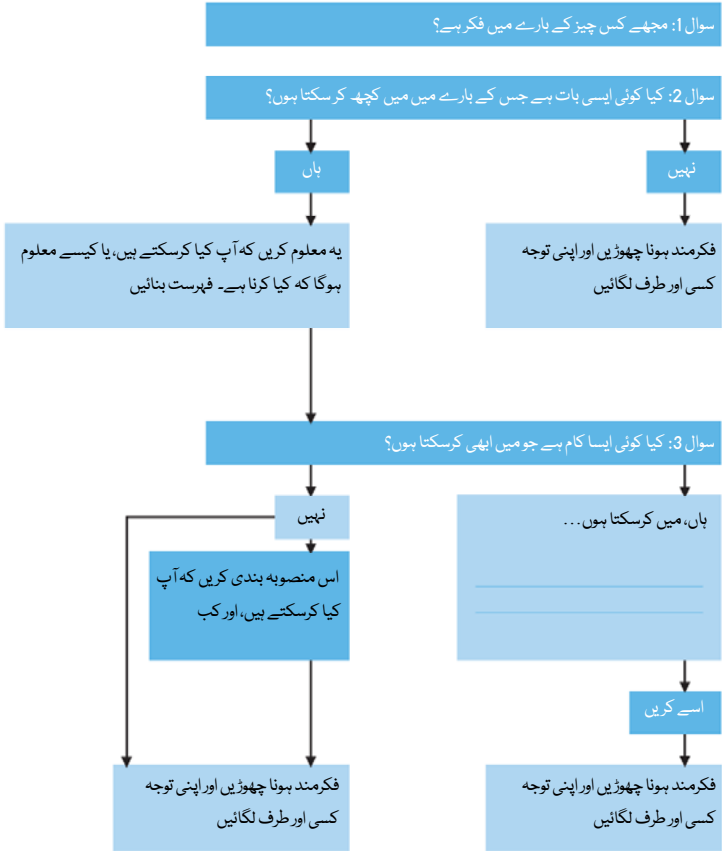 سوال 1: مجھے کس چیز کے بارے میں فکر ہے؟
سوال 2: کیا کوئی ایسی بات ہے جس کے بارے میں میں کچھ کر سکتا ہوں؟
نہیں
ہاں
فکرمند ہونا چھوڑیں اور اپنی توجہ
کسی اور طرف لگائیں
یہ معلوم کریں کہ آپ کیا کرسکتے ہیں، یا کیسے معلوم
ہوگا کہ کیا کرنا ہے۔ فہرست بنائیں
سوال 3: کیا کوئی ایسا کام ہے جو میں ابھی کرسکتا ہوں؟
ہاں، میں کرسکتا ہوں...
نہیں
اس منصوبہ بندی کریں کہ آپ
کیا کرسکتے ہیں، اور کب
اسے کریں
فکرمند ہونا چھوڑیں اور اپنی توجہ
کسی اور طرف لگائیں
فکرمند ہونا چھوڑیں اور اپنی توجہ
کسی اور طرف لگائیں